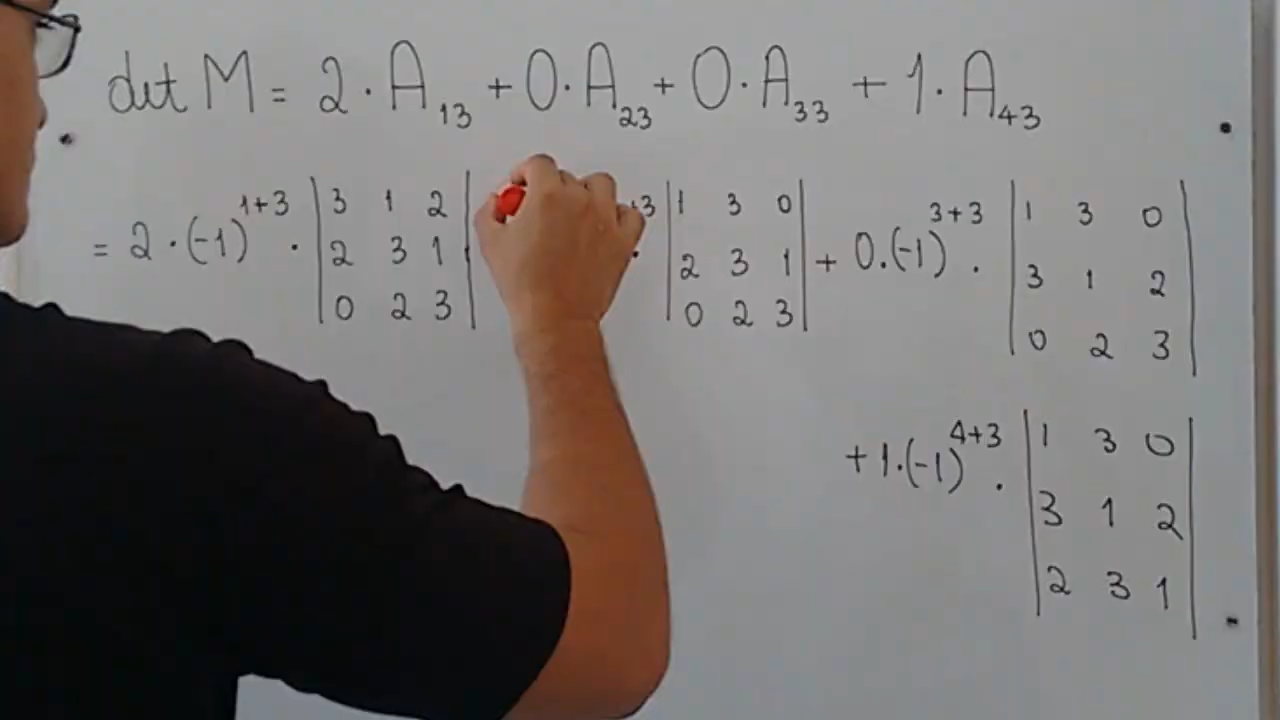 det M = 2 · A₁₃ + 0 · A₂₃ + 0 · A₃₃ + 1 · A₄₃
= 2 · (-1)¹⁺³ · |3 1 2| +3 |1 3 0| + 0.(-1)³⁺³ . |1 3 0|
|2 3 1| · |2 3 1| |3 1 2|
|0 2 3| |0 2 3| |0 2 3|
+ 1.(-1)⁴⁺³ . |1 3 0|
|3 1 2|
|2 3 1|